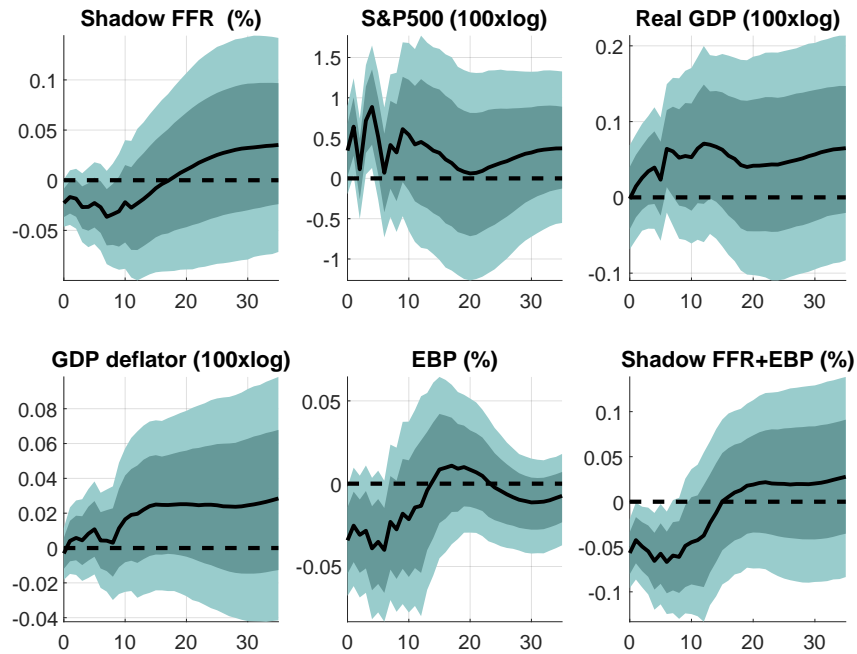 Shadow FFR (%)
S&P500 (100xlog)
Real GDP (100xlog)
0.1
0.05
0
-0.05
0 10 20 30
1.5
1
0.5
0
-0.5
-1
0 10 20 30
0.2
0.1
0
-0.1
0 10 20 30
GDP deflator (100xlog)
EBP (%)
Shadow FFR+EBP (%)
0.08
0.06
0.04
0.02
0
-0.02
-0.04
0 10 20 30
0.05
0
-0.05
0 10 20 30
0.1
0.05
0
-0.05
-0.1
0 10 20 30